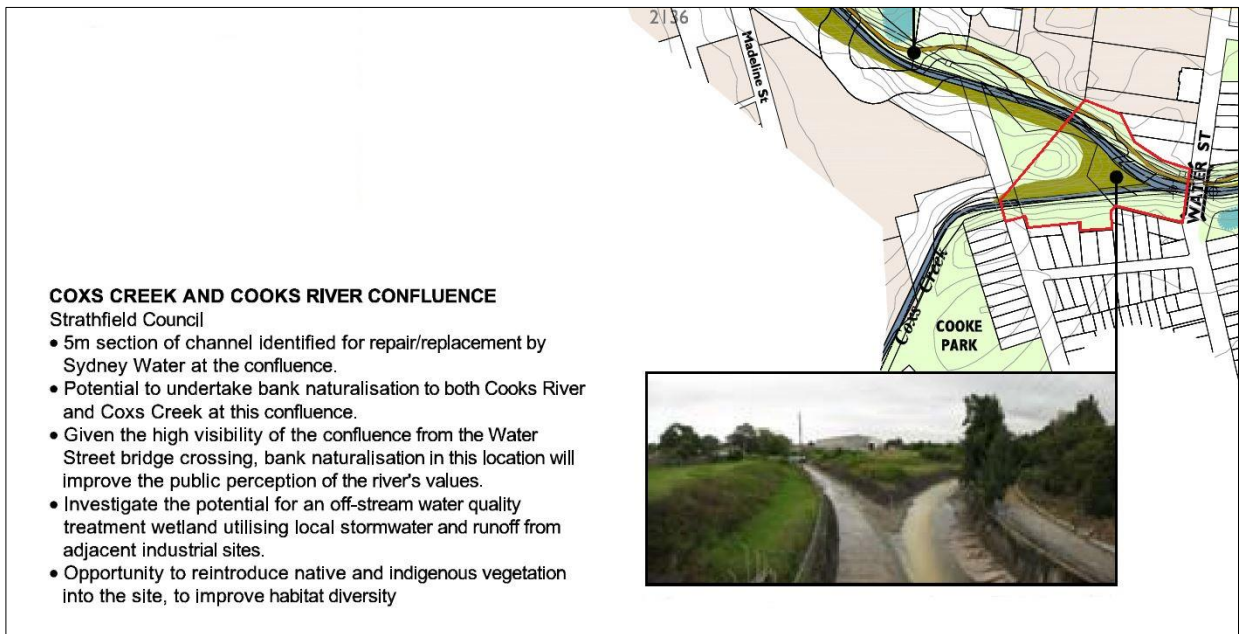 2136
Madeline St
WATER ST
Coxs Creek
COOKE
PARK
COXS CREEK AND COOKS RIVER CONFLUENCE
Strathfield Council
• 5m section of channel identified for repair/replacement by
Sydney Water at the confluence.
• Potential to undertake bank naturalisation to both Cooks River
and Coxs Creek at this confluence.
• Given the high visibility of the confluence from the Water
Street bridge crossing, bank naturalisation in this location will
improve the public perception of the river's values.
• Investigate the potential for an off-stream water quality
treatment wetland utilising local stormwater and runoff from
adjacent industrial sites.
• Opportunity to reintroduce native and indigenous vegetation
into the site, to improve habitat diversity